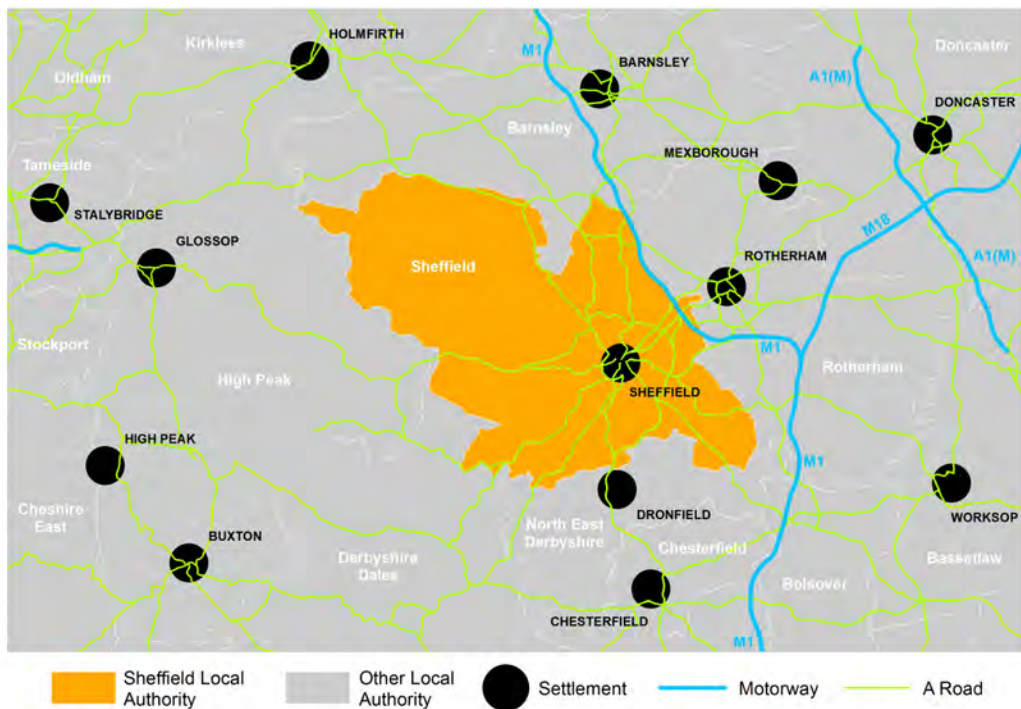 HOLMFIRTH
Kirklees
M1
Doncaster
BARNSLEY
Oldham
A1(M)
DONCASTER
Barnsley
MEXBOROUGH
Tameside
STALYBRIDGE
M18
GLOSSOP
ROTHERHAM
Sheffield
A1(M)
Stockport
M1
High Peak
Rotherham
SHEFFIELD
HIGH PEAK
M1
Cheshire
East
DRONFIELD
WORKSOP
North East
Derbyshire
BUXTON
Chesterfield
Derbyshire
Dales
Bassetlaw
Bolsover
CHESTERFIELD
M1
Sheffield Local
Authority
Other Local
Authority
Settlement
Motorway
A Road